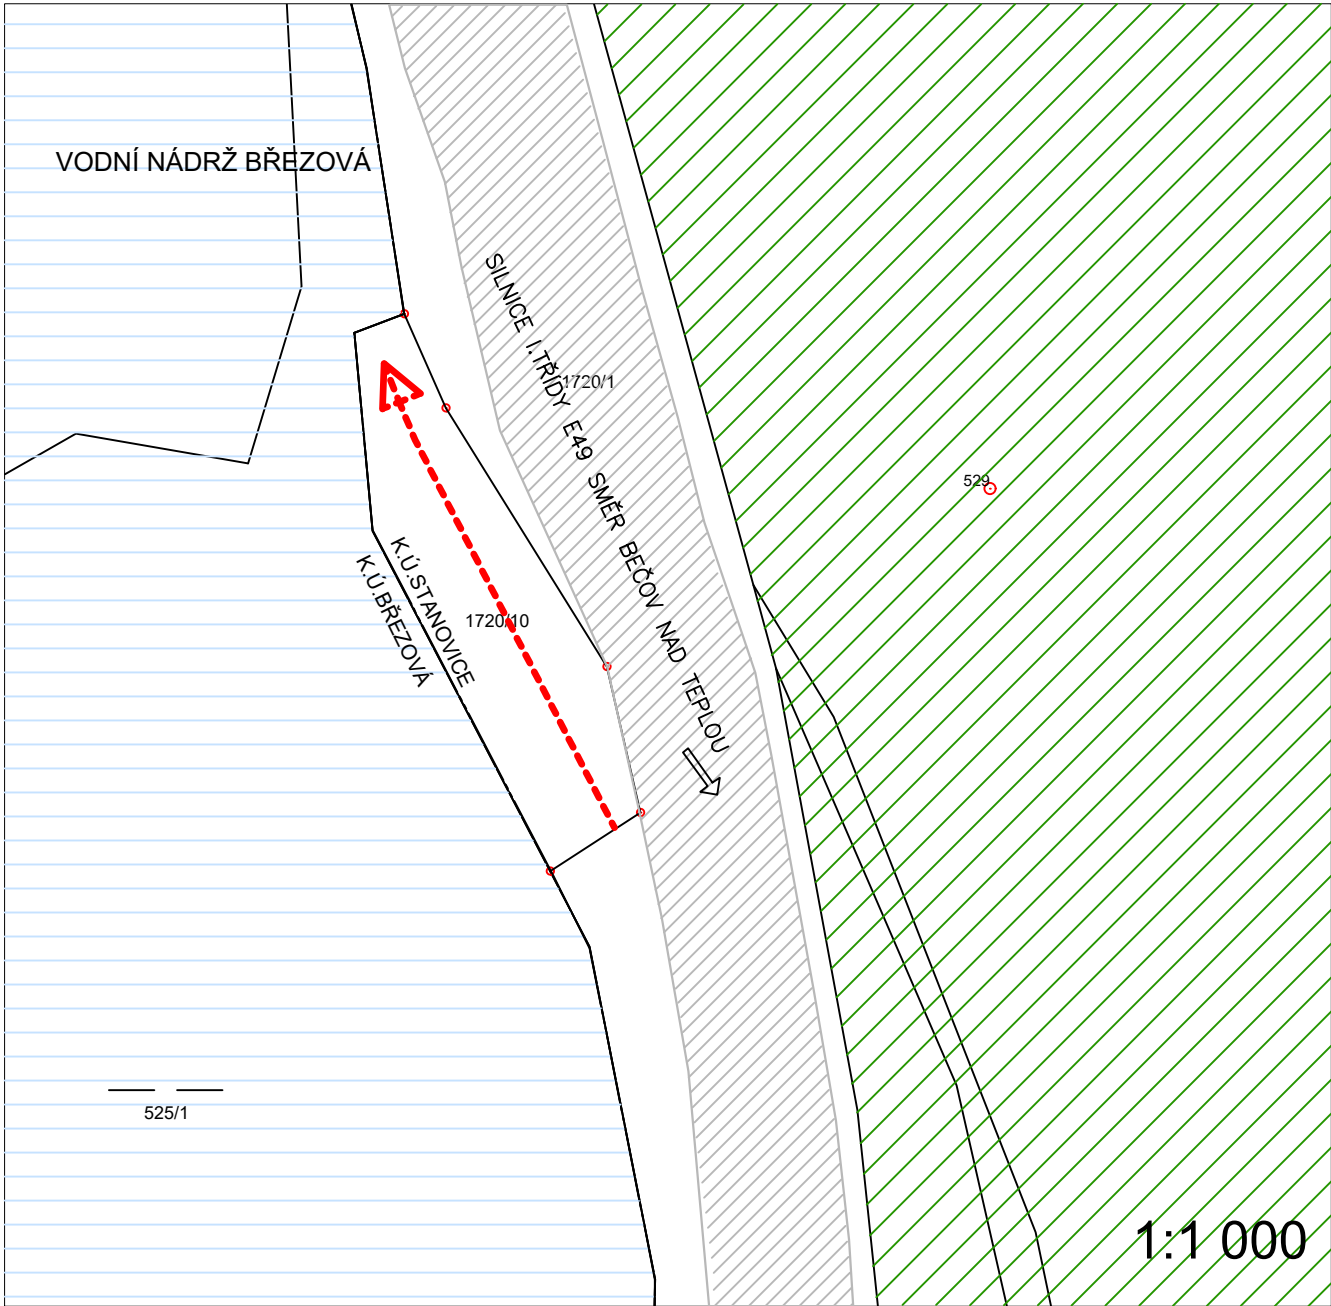 VODNÍ NÁDRŽ BŘEZOVÁ
SILNICE I.TŘÍDY E49 SMĚR BEČOV NAD TEPLOU
1720/1
529
K.Ú.STANOVICE
K.Ú.BŘEZOVÁ
1720/10
525/1
1:1 000